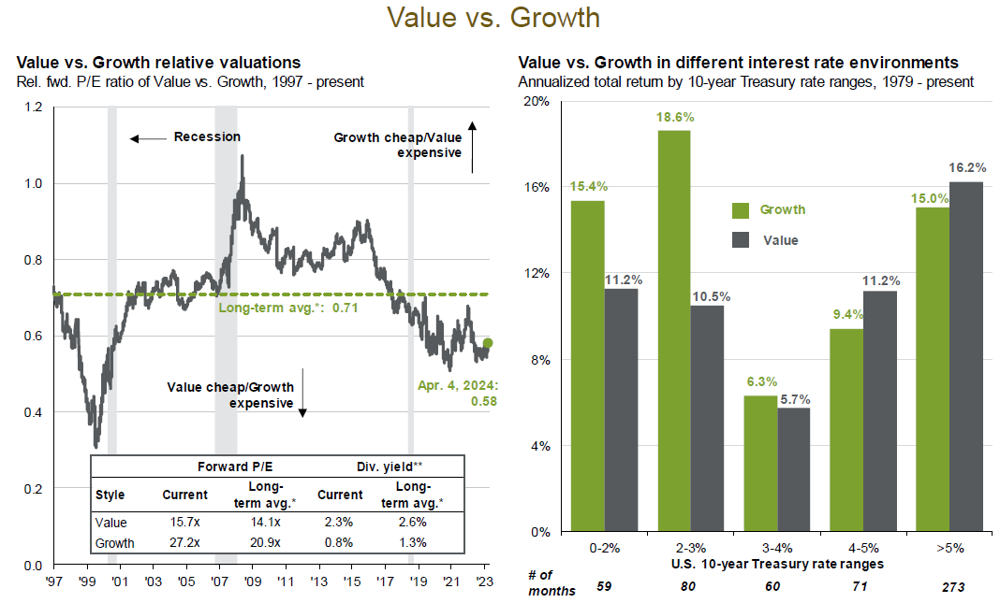 Value vs. Growth
Value vs. Growth relative valuations
Rel. fwd. P/E ratio of Value vs. Growth, 1997 - present
1.2
1.0
0.8
0.6
0.4
0.2
0.0
Recession
Growth cheap/Value
expensive
Long-term avg.*: 0.71
Value cheap/Growth
expensive
Apr. 4, 2024:
0.58
Forward P/E Div. yield**
Style Current Long-term avg.* Current Long-term avg.*
Value 15.7x 14.1x 2.3% 2.6%
Growth 27.2x 20.9x 0.8% 1.3%
'97 '99 '01 '03 '05 '07 '09 '11 '13 '15 '17 '19 '21 '23
Value vs. Growth in different interest rate environments
Annualized total return by 10-year Treasury rate ranges, 1979 - present
20%
16%
12%
8%
4%
0%
Growth
Value
15.4% 11.2%
18.6% 10.5%
6.3% 5.7%
9.4% 11.2%
15.0% 16.2%
0-2% 2-3% 3-4% 4-5% >5%
U.S. 10-year Treasury rate ranges
# of
months 59 80 60 71 273